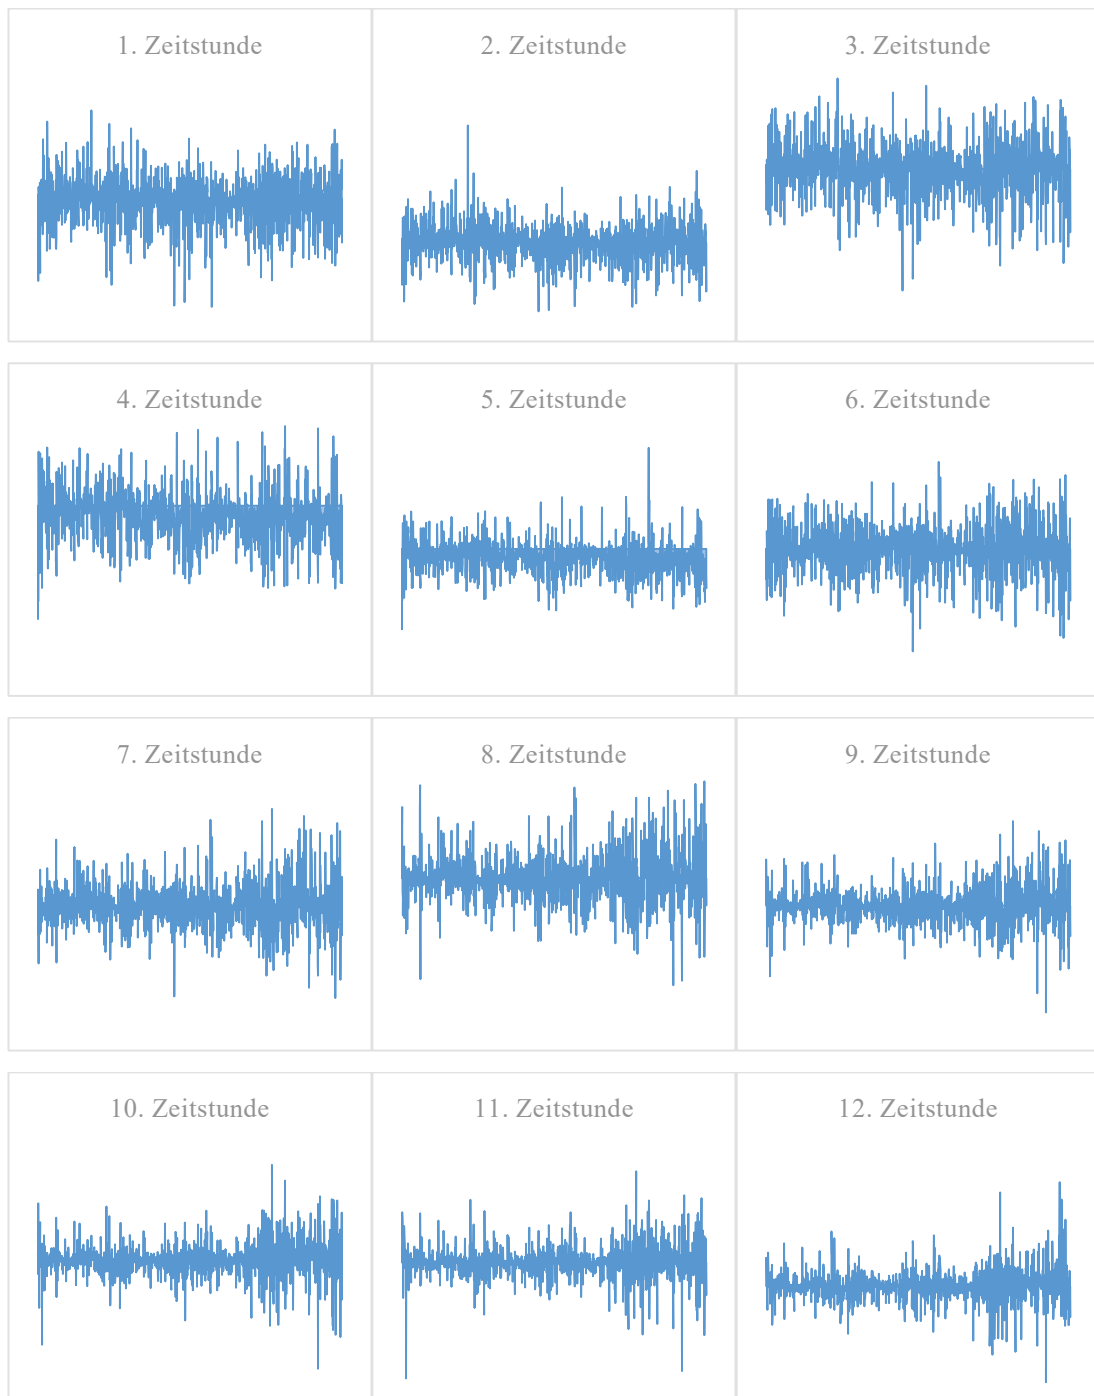 1. Zeitstunde
2. Zeitstunde
3. Zeitstunde
4. Zeitstunde
5. Zeitstunde
6. Zeitstunde
7. Zeitstunde
8. Zeitstunde
9. Zeitstunde
10. Zeitstunde
11. Zeitstunde
12. Zeitstunde